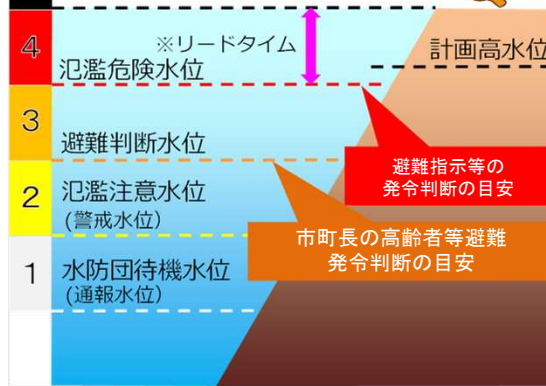 ※リードタイム
4
計画高水位
氾濫危険水位
3
避難判断水位
避難指示等の
発令判断の目安
2
氾濫注意水位
(警戒水位)
市町長の高齢者等避難
発令判断の目安
1
水防団待機水位
(通報水位)